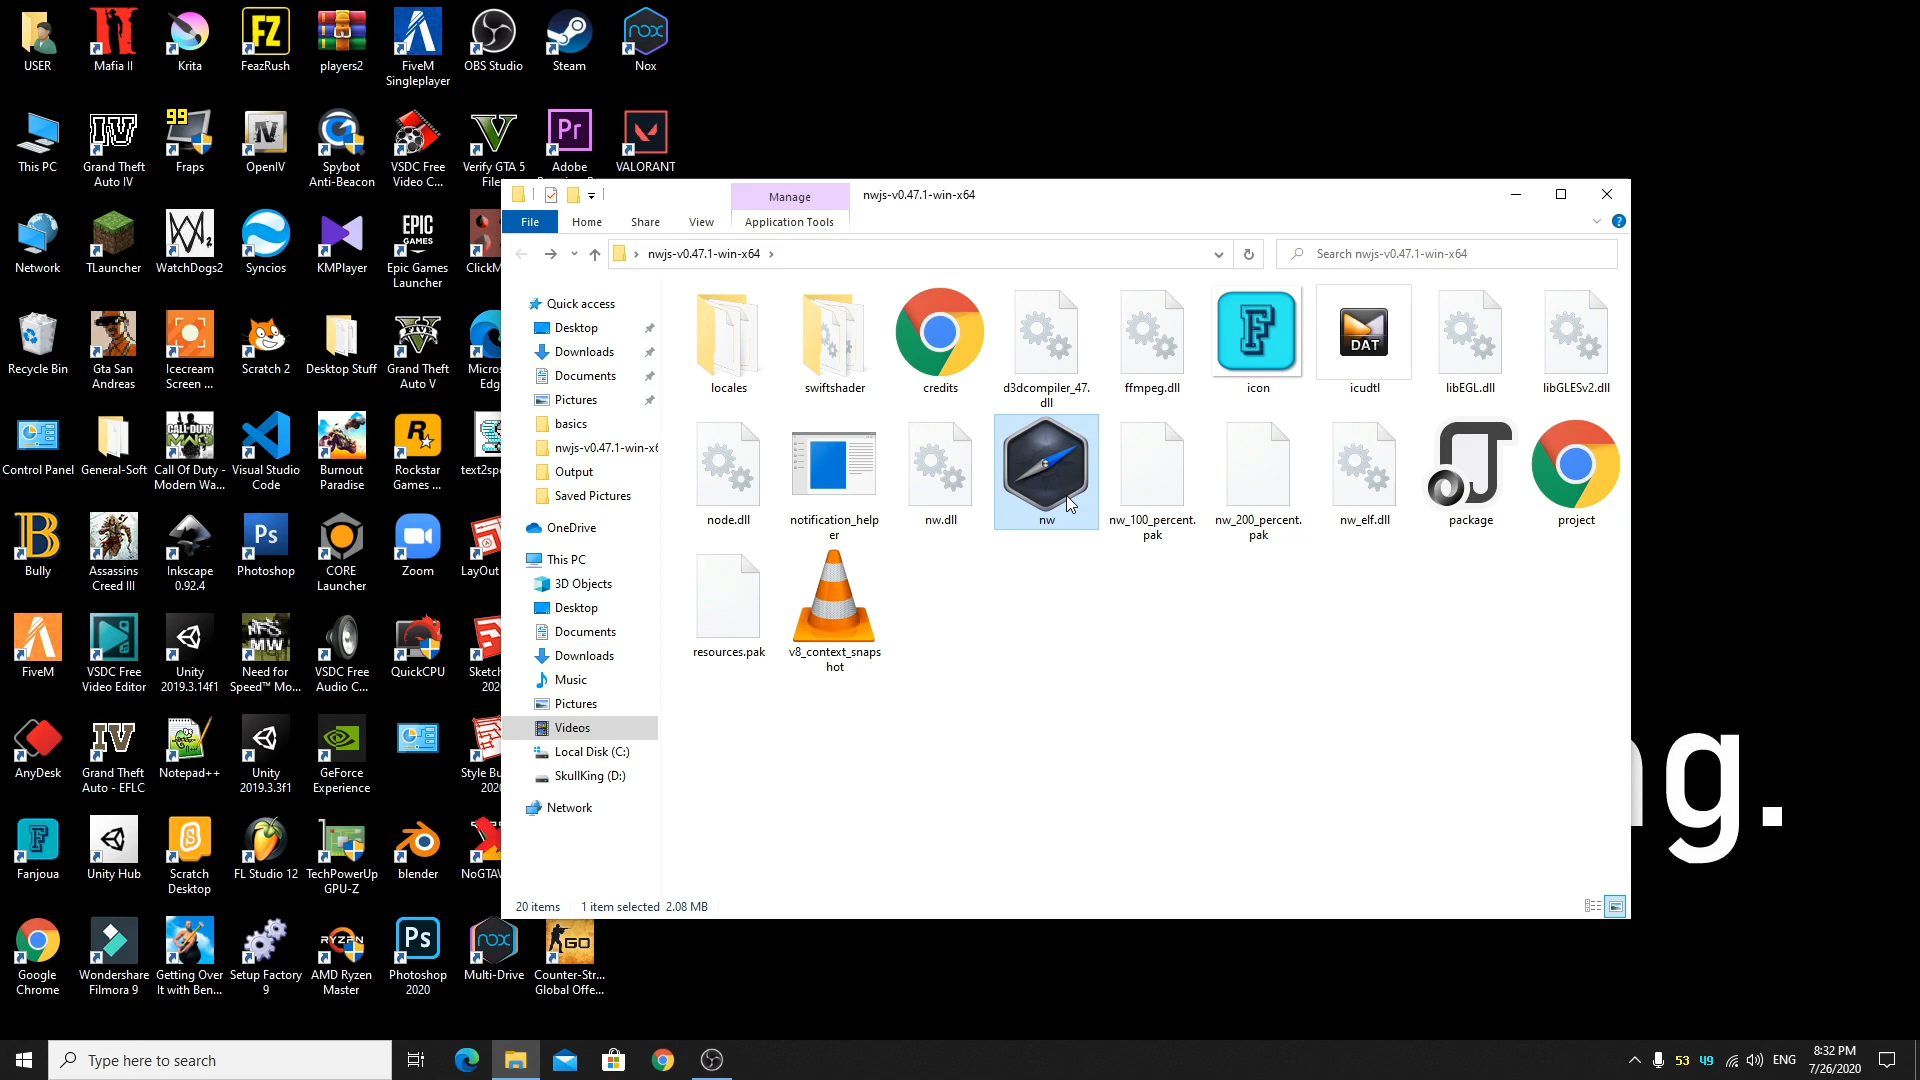 USER
Mafia II
Krita
FeazRush
players2
FiveM
Singleplayer
OBS Studio
Steam
Nox
This PC
Grand Theft
Auto IV
Fraps
OpenIV
Spybot
Anti-Beacon
VSDC Free
Video C...
Verify GTA 5
Adobe
VALORANT
Network
TLauncher
WatchDogs2
Syncios
KMPlayer
Epic Games
Launcher
Recycle Bin
Gta San
Andreas
Icecream
Screen ...
Scratch 2
Desktop Stuff
Grand Theft
Auto V
Control Panel
General-Soft
Call Of Duty -
Modern Wa...
Visual Studio
Code
Burnout
Paradise
Rockstar
Games ...
Bully
Assassins
Creed III
Inkscape
0.92.4
Photoshop
CORE
Launcher
Zoom
FiveM
VSDC Free
Video Editor
Unity
2019.3.14f1
Need for
Speed™ Mo...
VSDC Free
Audio C...
QuickCPU
AnyDesk
Grand Theft
Auto - EFLC
Notepad++
Unity
2019.3.3f1
GeForce
Experience
Fanjoua
Unity Hub
Scratch
Desktop
FL Studio 12
TechPowerUp
GPU-Z
blender
Google
Chrome
Wondershare
Filmora 9
Getting Over
It with Ben...
Setup Factory
9
AMD Ryzen
Master
Photoshop
2020
Multi-Drive
Counter-Str...
Global Offe...
Manage
nwjs-v0.47.1-win-x64
File
Home
Share
View
Application Tools
nwjs-v0.47.1-win-x64
Search nwjs-v0.47.1-win-x64
Quick access
Desktop
Downloads
Documents
Pictures
basics
nwjs-v0.47.1-win-x6
Output
Saved Pictures
OneDrive
This PC
3D Objects
Desktop
Documents
Downloads
Music
Pictures
Videos
Local Disk (C:)
SkullKing (D:)
Network
locales
swiftshader
credits
d3dcompiler_47.
dll
ffmpeg.dll
icon
DAT
icudtl
libEGL.dll
libGLESv2.dll
node.dll
notification_help
er
nw.dll
nw
nw_100_percent.
pak
nw_200_percent.
pak
nw_elf.dll
package
project
resources.pak
v8_context_snaps
hot
20 items
1 item selected 2.08 MB
ng.
Type here to search
53
49
ENG
8:32 PM
7/26/2020